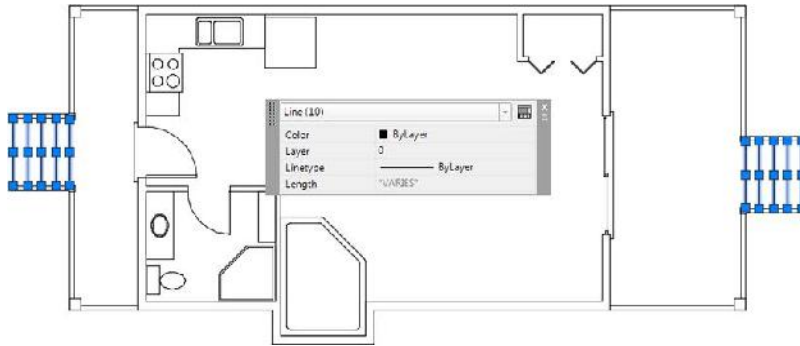 Line (10)
Color ByLayer
Layer 0
Linetype ByLayer
Length *VARIES*